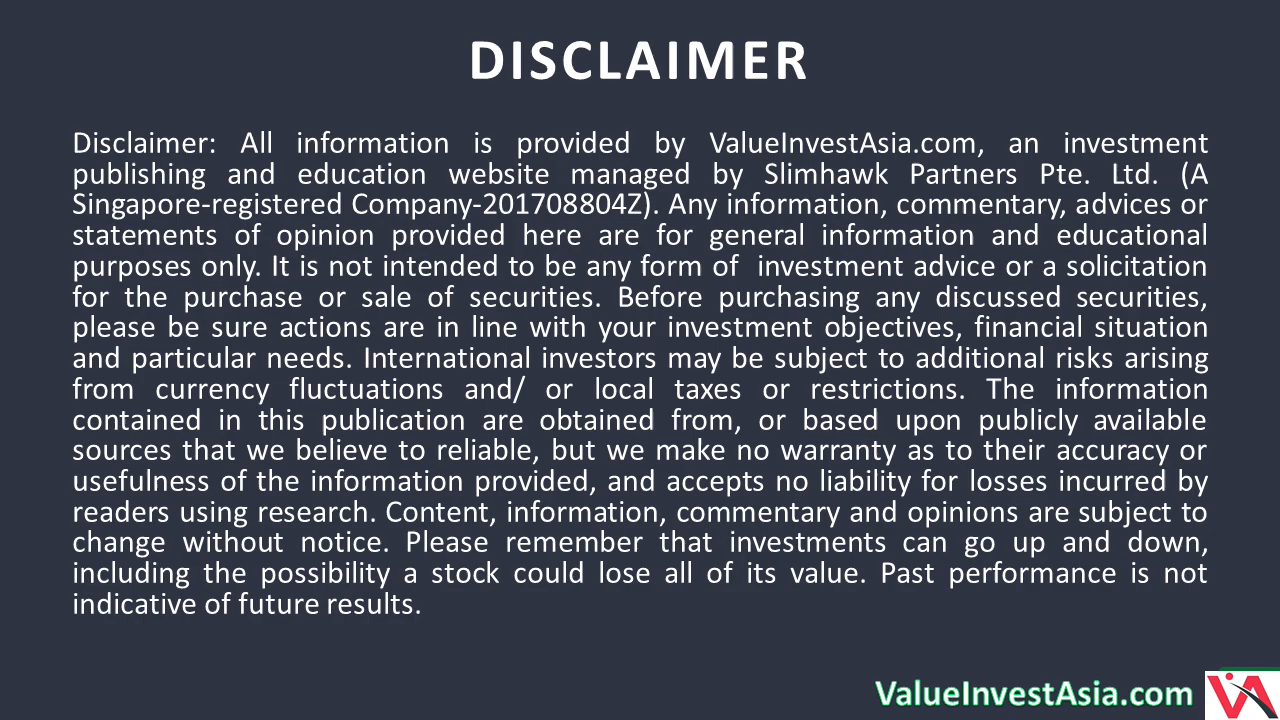 DISCLAIMER
Disclaimer: All information is provided by ValueInvestAsia.com, an investment
publishing and education website managed by Slimhawk Partners Pte. Ltd. (A
Singapore-registered Company-201708804Z). Any information, commentary, advices or
statements of opinion provided here are for general information and educational
purposes only. It is not intended to be any form of  investment advice or a solicitation
for the purchase or sale of securities. Before purchasing any discussed securities,
please be sure actions are in line with your investment objectives, financial situation
and particular needs. International investors may be subject to additional risks arising
from currency fluctuations and/ or local taxes or restrictions. The information
contained in this publication are obtained from, or based upon publicly available
sources that we believe to reliable, but we make no warranty as to their accuracy or
usefulness of the information provided, and accepts no liability for losses incurred by
readers using research. Content, information, commentary and opinions are subject to
change without notice. Please remember that investments can go up and down,
including the possibility a stock could lose all of its value. Past performance is not
indicative of future results.
ValueInvestAsia.com
VIA